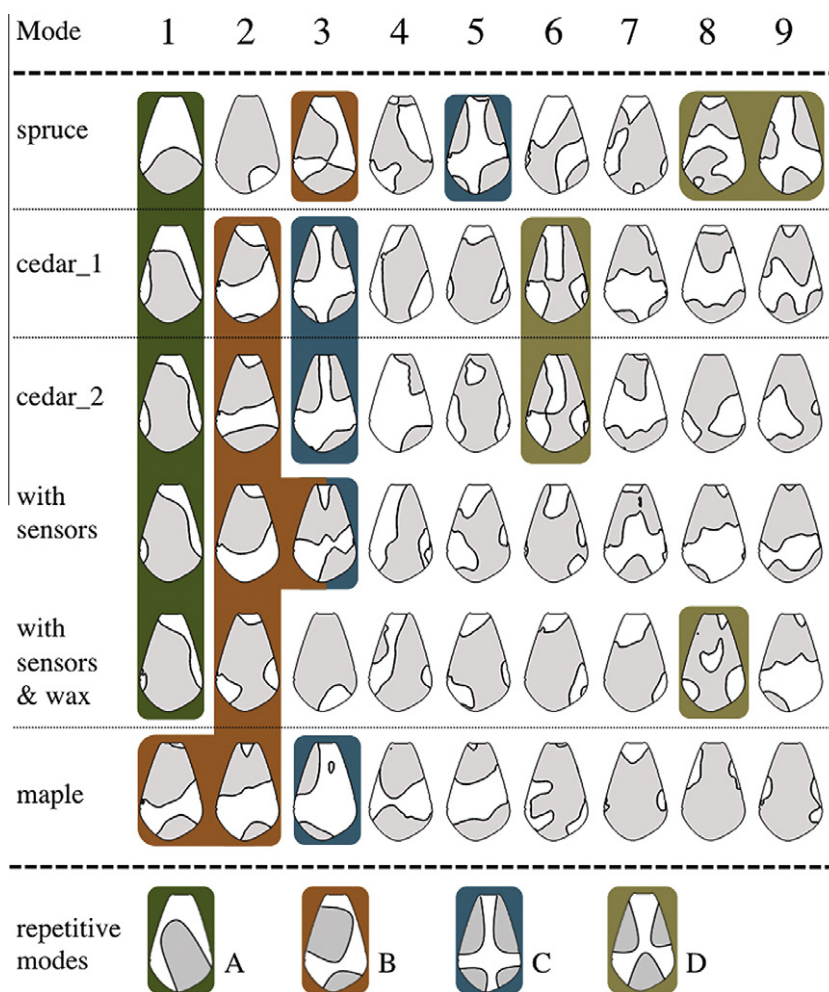 Mode 1 2 3 4 5 6 7 8 9
spruce
cedar_1
cedar_2
with
sensors
with
sensors
& wax
maple
repetitive
modes
A B C D